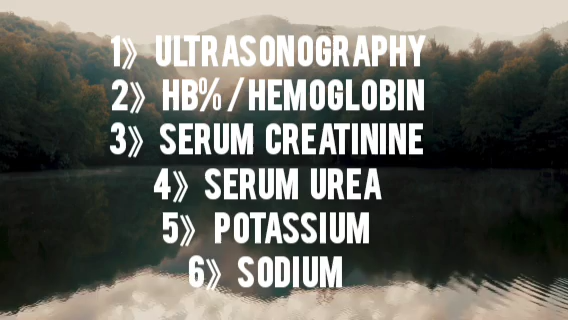 1》 ULTRASONOGRAPHY
2》 HB% / HEMOGLOBIN
3》 SERUM CREATININE
4》 SERUM UREA
5》 POTASSIUM
6》 SODIUM